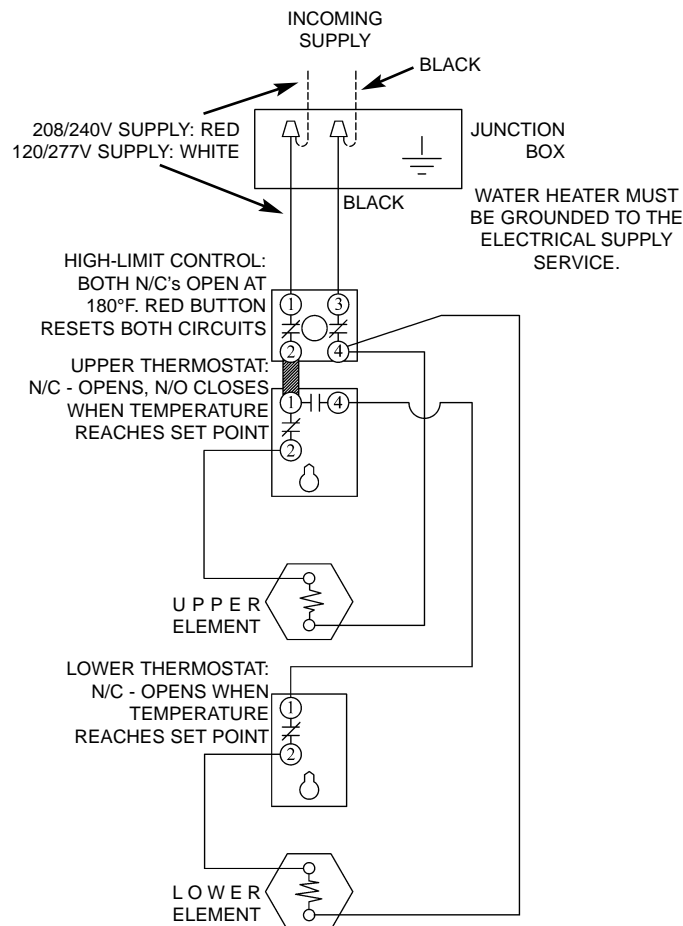 INCOMING
SUPPLY
BLACK
208/240V SUPPLY: RED
120/277V SUPPLY: WHITE
JUNCTION
BOX
BLACK
WATER HEATER MUST
BE GROUNDED TO THE
ELECTRICAL SUPPLY
SERVICE.
HIGH-LIMIT CONTROL:
BOTH N/C's OPEN AT
180°F. RED BUTTON
RESETS BOTH CIRCUITS
1 3
2 4
UPPER THERMOSTAT:
N/C - OPENS, N/O CLOSES
WHEN TEMPERATURE
REACHES SET POINT
1 4
2
UPPER
ELEMENT
LOWER THERMOSTAT:
N/C - OPENS WHEN
TEMPERATURE
REACHES SET POINT
1
2
LOWER
ELEMENT